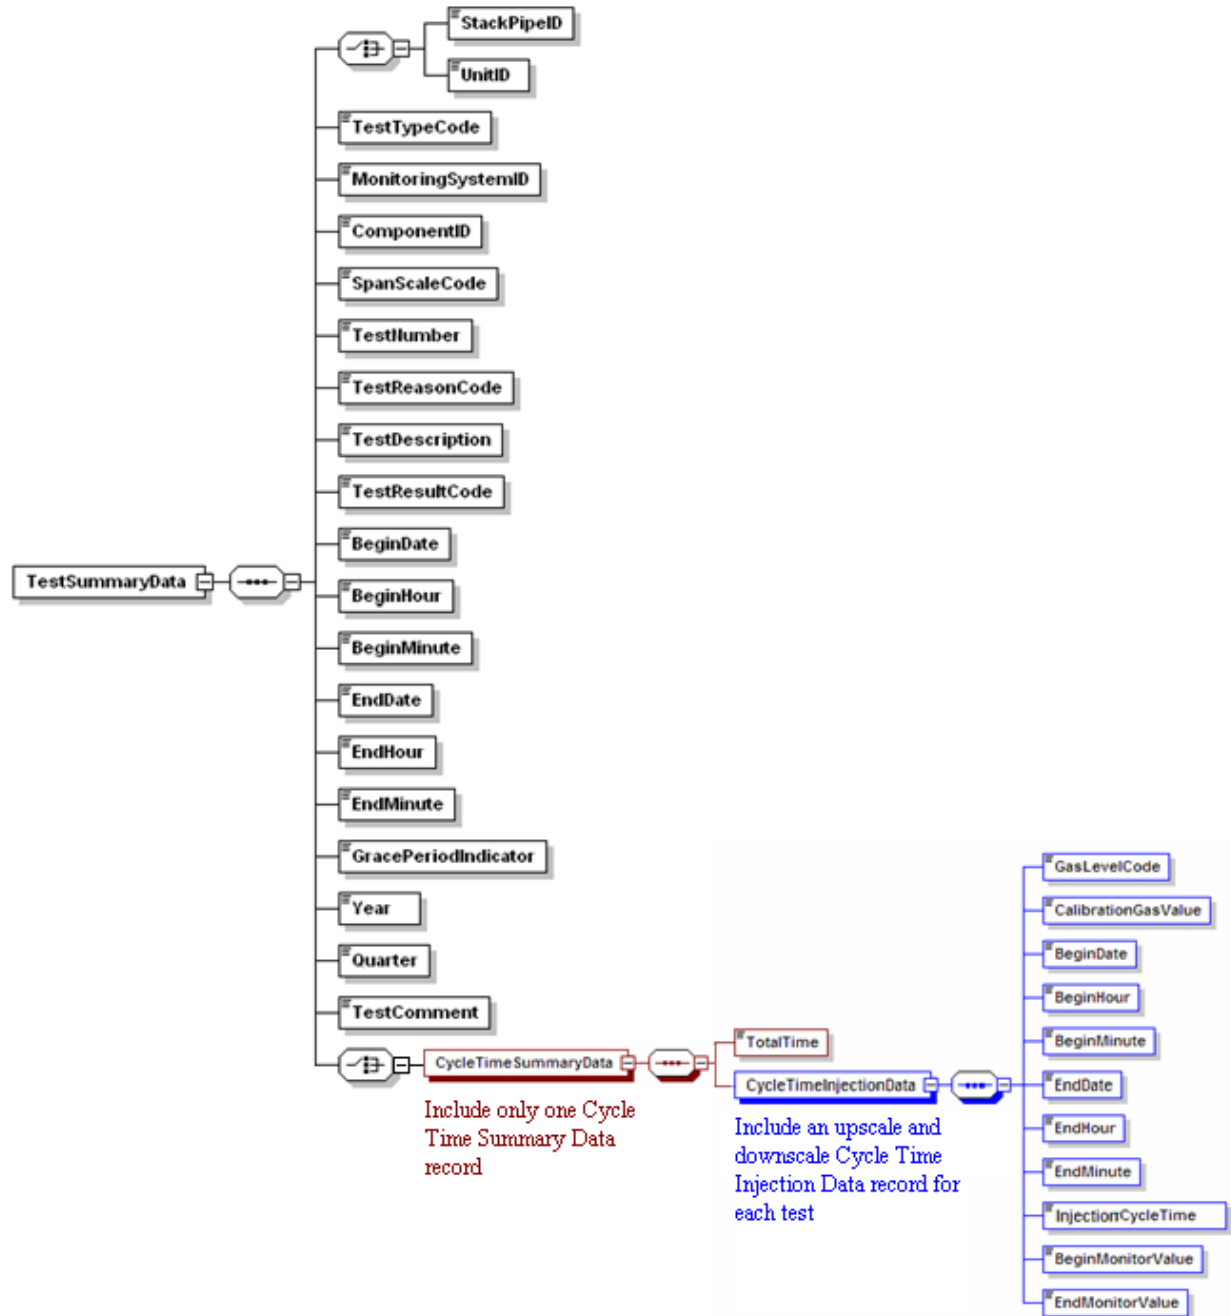 StackPipeID
UnitID
TestTypeCode
MonitoringSystemID
ComponentID
SpanScaleCode
TestNumber
TestReasonCode
TestDescription
TestResultCode
BeginDate
TestSummaryData
BeginHour
BeginMinute
EndDate
EndHour
EndMinute
GracePeriodIndicator
Year
Quarter
TestComment
CycleTimeSummaryData
Include only one Cycle
Time Summary Data
record
TotalTime
CycleTimeInjectionData
Include an upscale and
downscale Cycle Time
Injection Data record for
each test
GasLevelCode
CalibrationGasValue
BeginDate
BeginHour
BeginMinute
EndDate
EndHour
EndMinute
InjectionCycleTime
BeginMonitorValue
EndMonitorValue